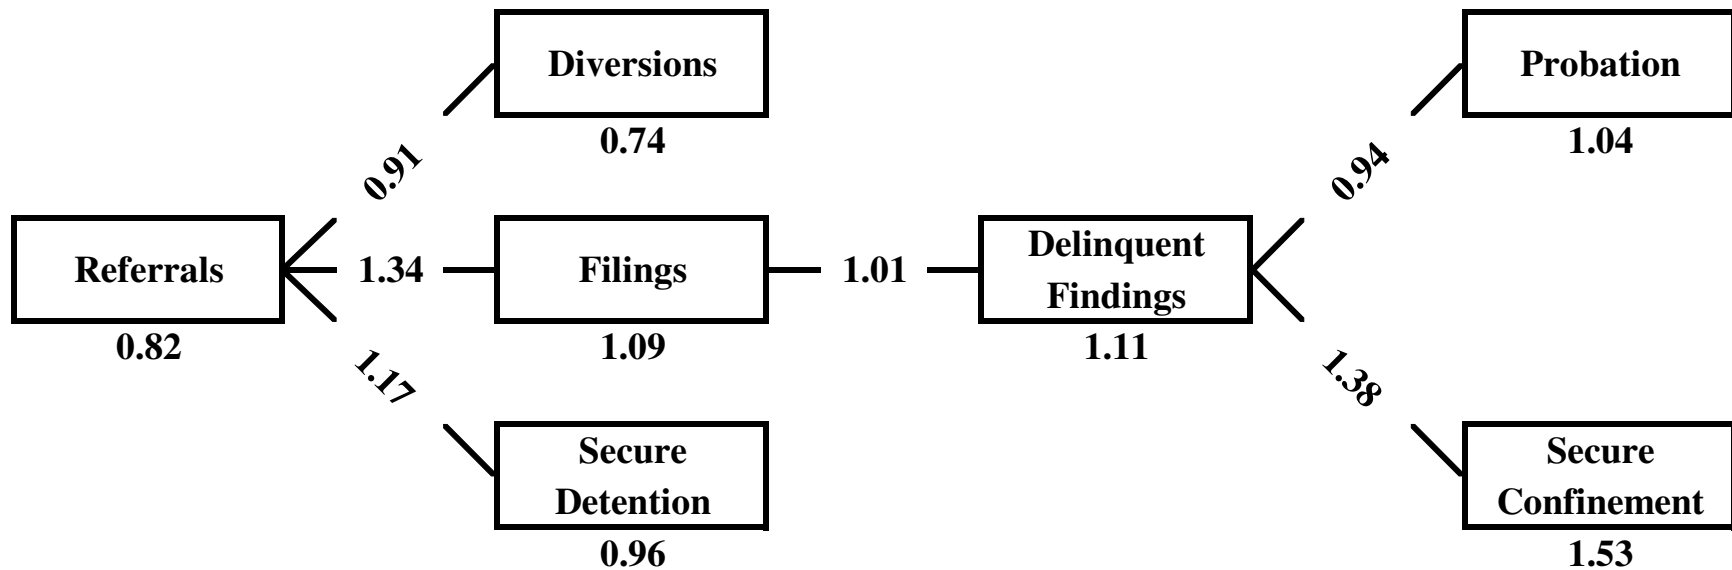 Diversions
0.74
Probation
1.04
0.91
0.94
Referrals
0.82
1.34
Filings
1.09
1.01
Delinquent
Findings
1.11
1.17
1.38
Secure
Detention
0.96
Secure
Confinement
1.53